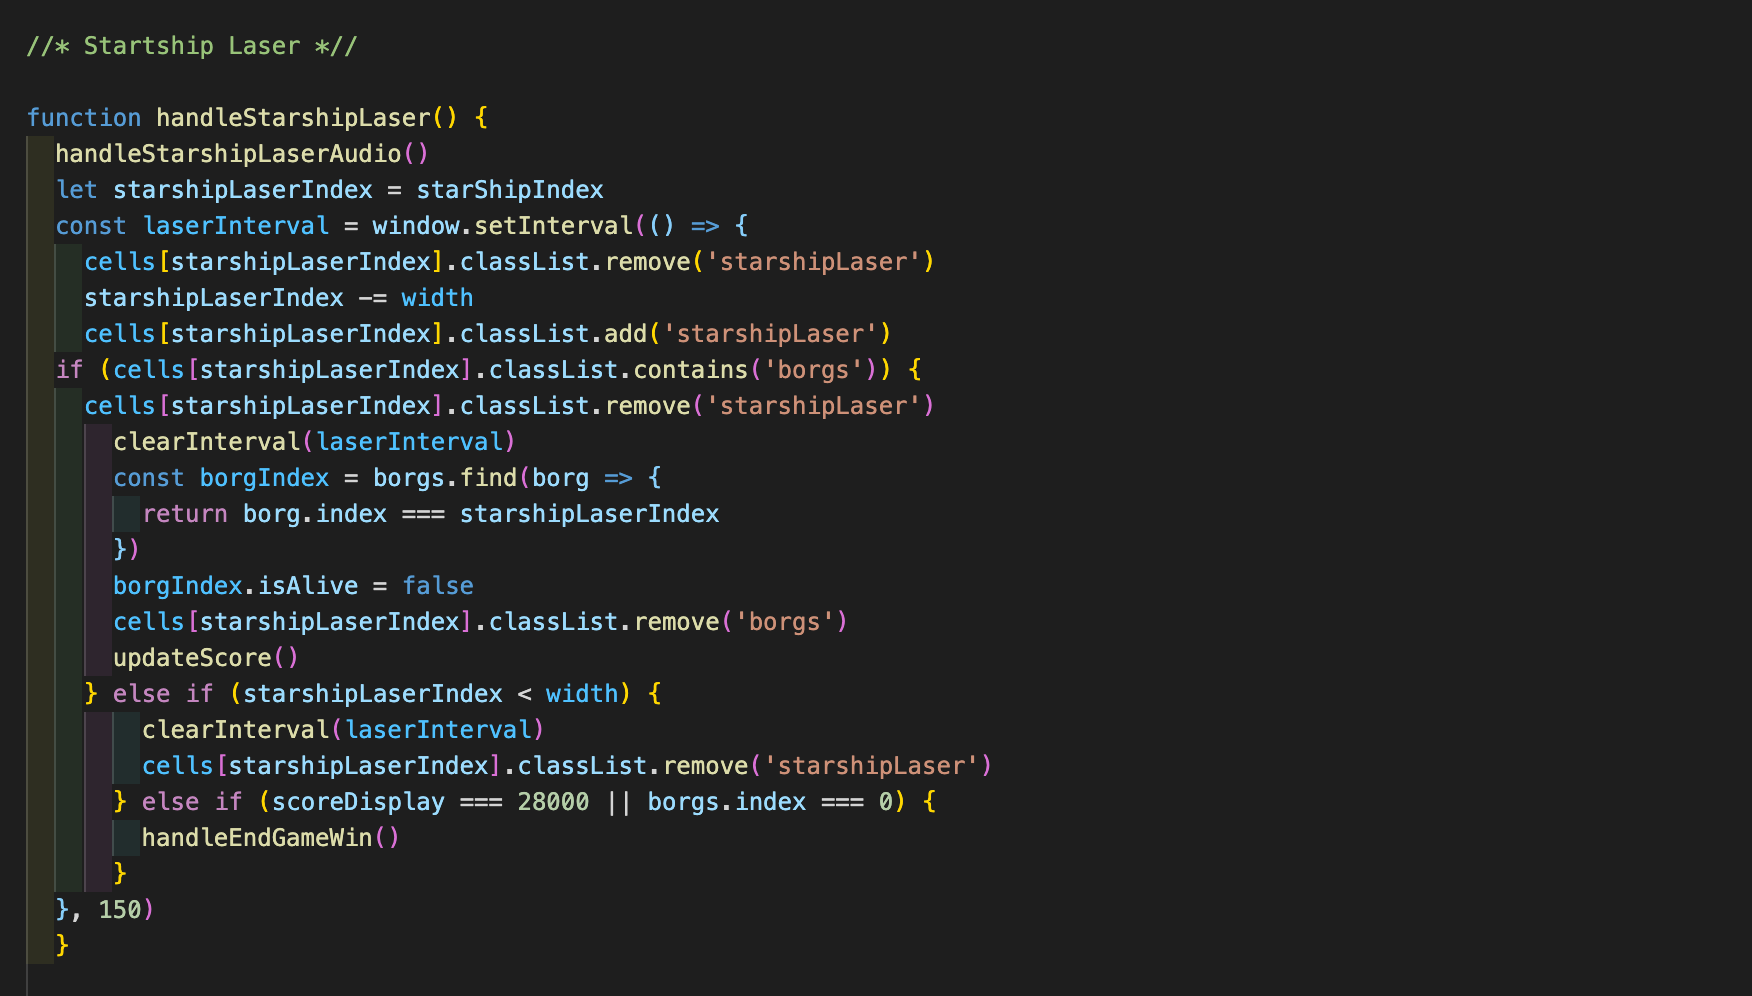 //* Startship Laser *//
function handleStarshipLaser() {
handleStarshipLaserAudio()
let starshipLaserIndex = starShipIndex
const laserInterval = window.setInterval(() => {
cells[starshipLaserIndex].classList.remove('starshipLaser')
starshipLaserIndex -= width
cells[starshipLaserIndex].classList.add('starshipLaser')
if (cells[starshipLaserIndex].classList.contains('borgs')) {
cells[starshipLaserIndex].classList.remove('starshipLaser')
clearInterval(laserInterval)
const borgIndex = borgs.find(borg => {
return borg.index === starshipLaserIndex
})
borgIndex.isAlive = false
cells[starshipLaserIndex].classList.remove('borgs')
updateScore()
} else if (starshipLaserIndex < width) {
clearInterval(laserInterval)
cells[starshipLaserIndex].classList.remove('starshipLaser')
} else if (scoreDisplay === 28000 || borgs.index === 0) {
handleEndGameWin()
}
}, 150)
}